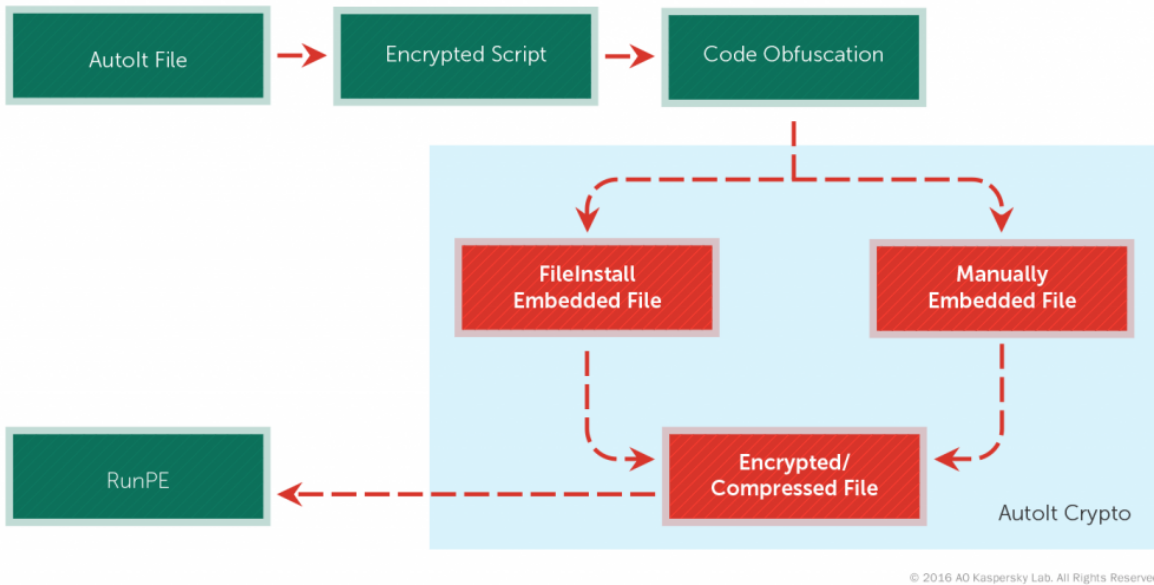 AutoIt File
Encrypted Script
Code Obfuscation
FileInstall
Embedded File
Manually
Embedded File
RunPE
Encrypted/
Compressed File
AutoIt Crypto
© 2016 AO Kaspersky Lab. All Rights Reserve